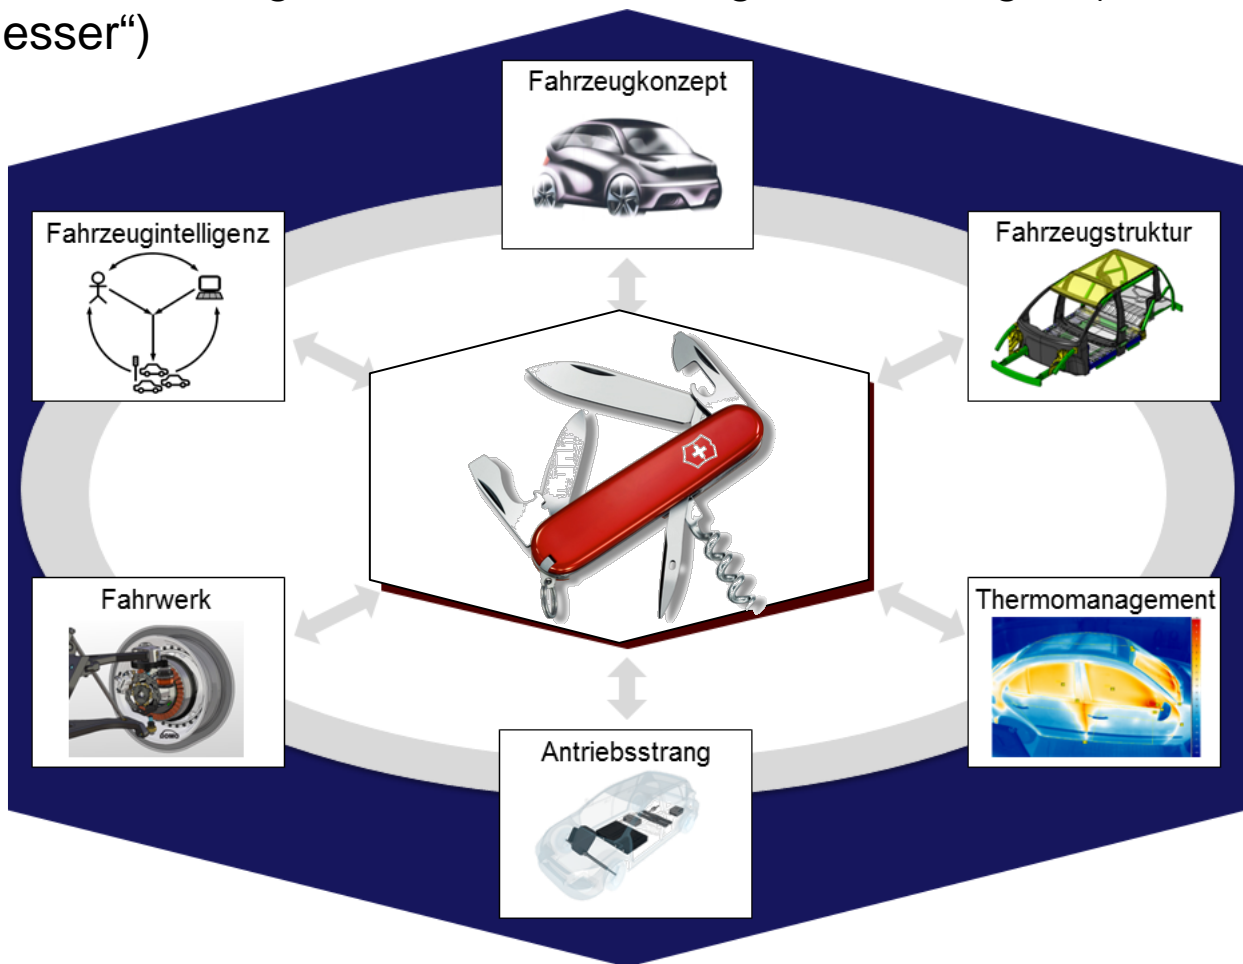 esser“)
Fahrzeugkonzept
Fahrzeugintelligenz
Fahrzeugstruktur
Fahrwerk
Thermomanagement
Antriebsstrang